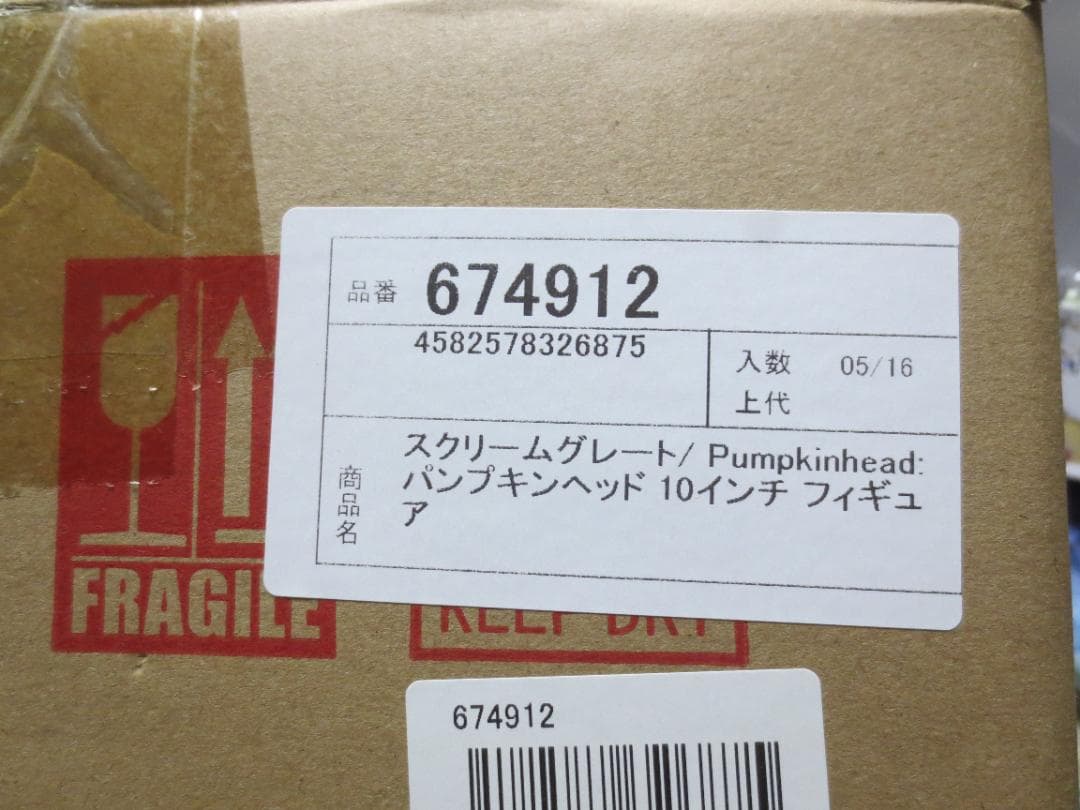 品番 674912
4582578326875
入数 05/16
上代
商品名 スクリームグレート/ Pumpkinhead:
パンプキンヘッド 10インチ フィギュ
ア
FRAGILE
KEEP DRY
674912